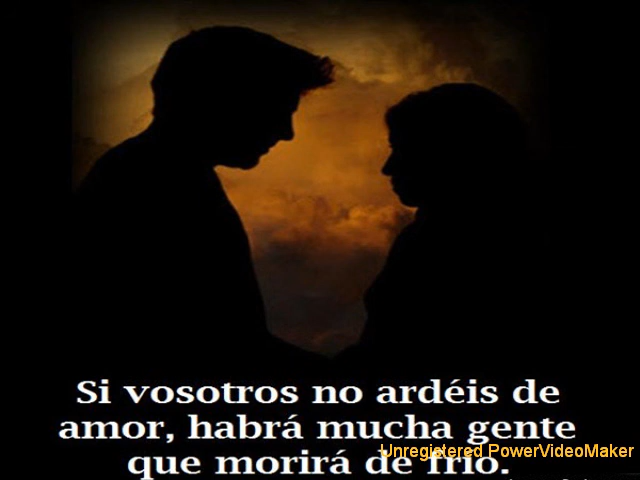 Si vosotros no ardéis de
amor, habrá mucha gente
que morirá de frío.
Unregistered PowerVideoMaker